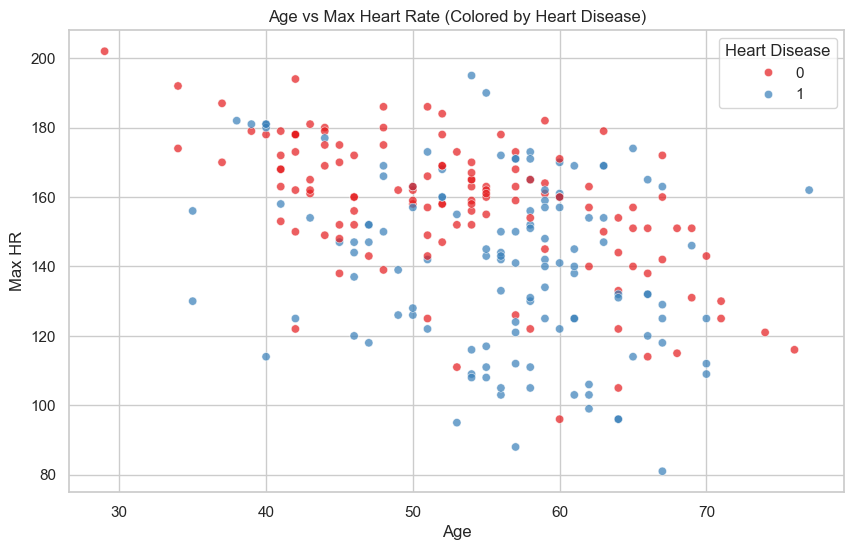 Age vs Max Heart Rate (Colored by Heart Disease)
Heart Disease
0
1
Max HR
200
180
160
140
120
100
80
30 40 50 60 70
Age